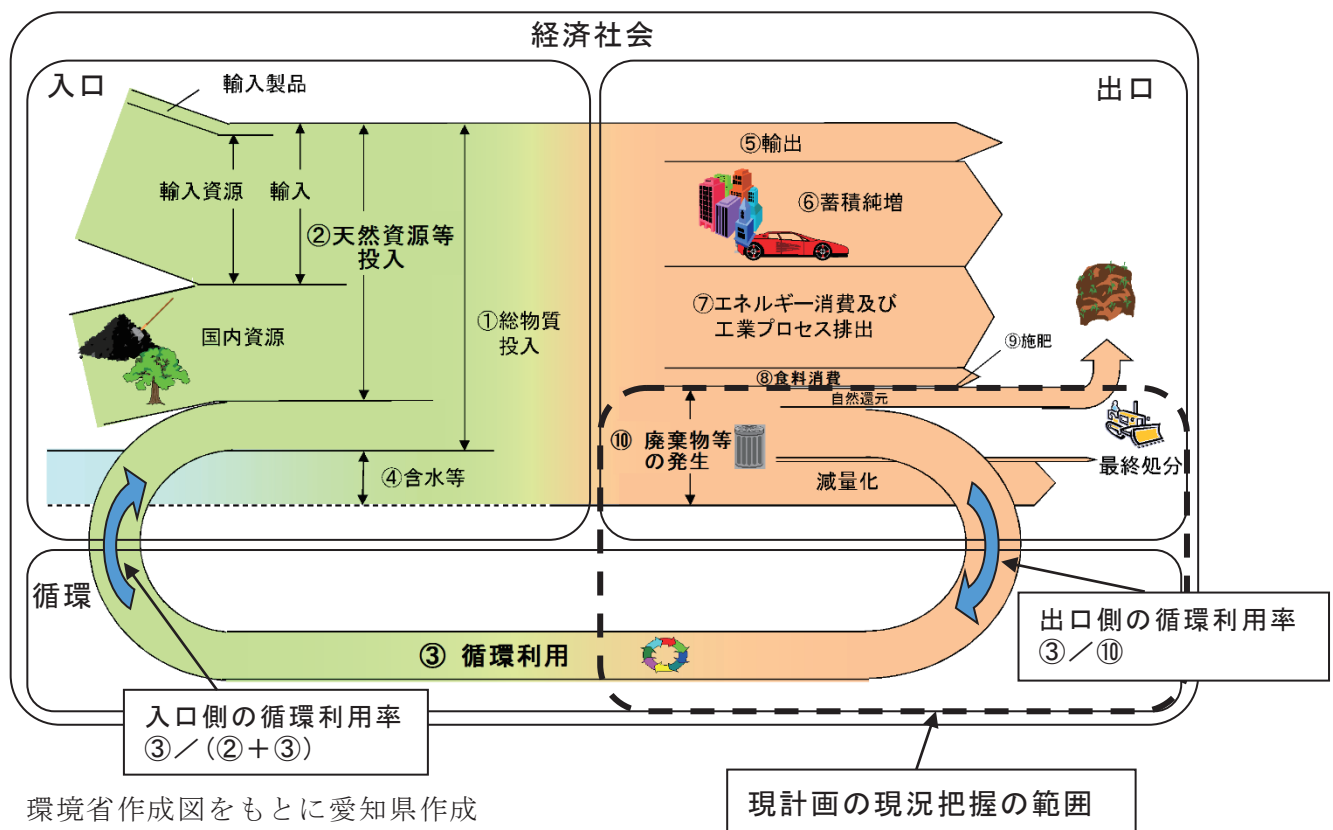 経済社会
入口
輸入製品
輸入資源
輸入
②天然資源等
投入
国内資源
①総物質
投入
④含水等
出口
⑤輸出
⑥蓄積純増
⑦エネルギー消費及び
工業プロセス排出
⑨施肥
⑧食料消費
自然還元
⑩ 廃棄物等
の発生
減量化
最終処分
循環
③ 循環利用
出口側の循環利用率
③/⑩
入口側の循環利用率
③/(②+③)
現計画の現況把握の範囲
環境省作成図をもとに愛知県作成